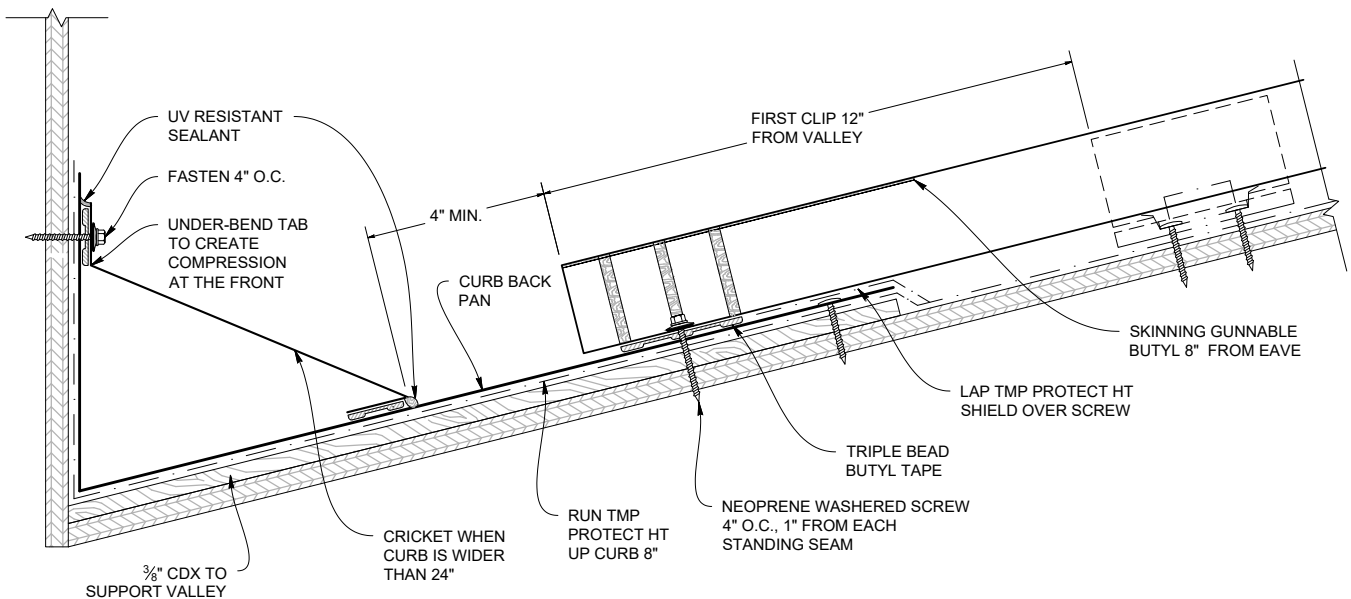 UV RESISTANT
SEALANT
FASTEN 4" O.C.
UNDER-BEND TAB
TO CREATE
COMPRESSION
AT THE FRONT
4" MIN.
FIRST CLIP 12"
FROM VALLEY
CURB BACK
PAN
SKINNING GUNNABLE
BUTYL 8" FROM EAVE
LAP TMP PROTECT HT
SHIELD OVER SCREW
TRIPLE BEAD
BUTYL TAPE
NEOPRENE WASHERED SCREW
4" O.C., 1" FROM EACH
STANDING SEAM
RUN TMP
PROTECT HT
UP CURB 8"
CRICKET WHEN
CURB IS WIDER
THAN 24"
⅜" CDX TO
SUPPORT VALLEY